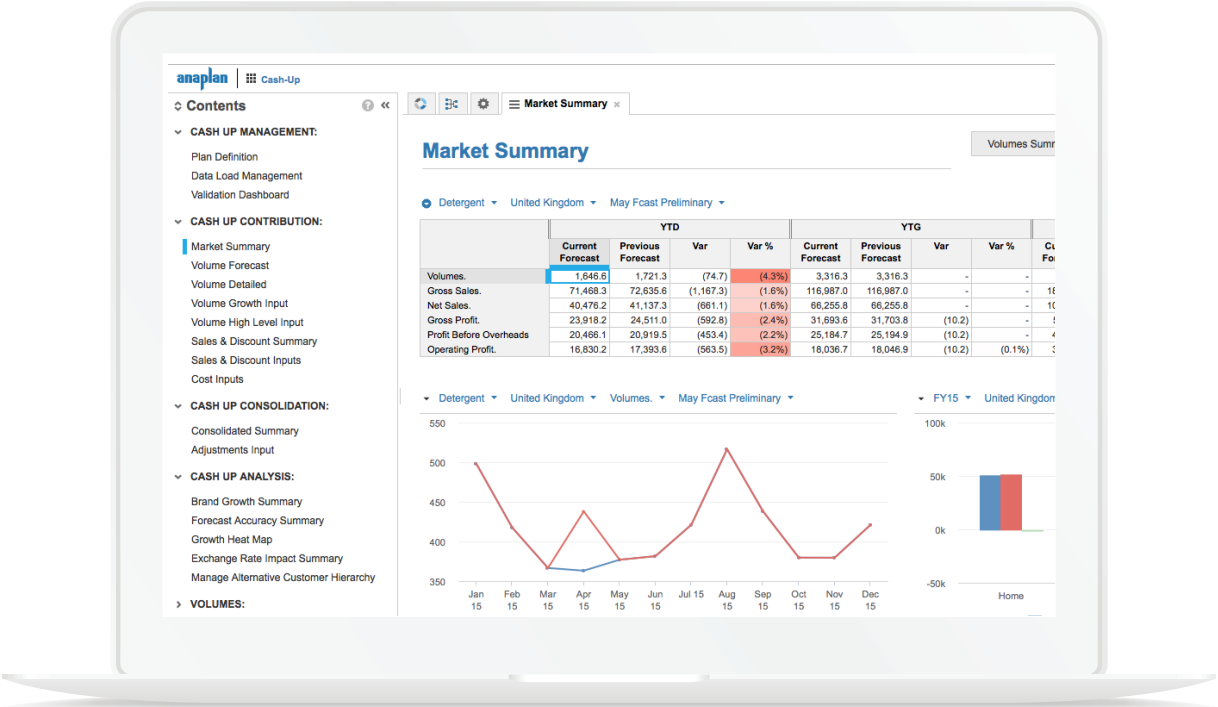 anaplan
Cash-Up
Contents
?
«
CASH UP MANAGEMENT:
Plan Definition
Data Load Management
Validation Dashboard
CASH UP CONTRIBUTION:
Market Summary
Volume Forecast
Volume Detailed
Volume Growth Input
Volume High Level Input
Sales & Discount Summary
Sales & Discount Inputs
Cost Inputs
CASH UP CONSOLIDATION:
Consolidated Summary
Adjustments Input
CASH UP ANALYSIS:
Brand Growth Summary
Forecast Accuracy Summary
Growth Heat Map
Exchange Rate Impact Summary
Manage Alternative Customer Hierarchy
VOLUMES:
Market Summary ×
Market Summary
Volumes Summ
Detergent United Kingdom May Fcast Preliminary
YTD YTG
Current Previous Var Var % Current Previous Var Var % Cu
Forecast Forecast Forecast Forecast Fo
Volumes. 1,646.6 1,721.3 (74.7) (4.3%) 3,316.3 3,316.3 - -
Gross Sales. 71,468.3 72,635.6 (1,167.3) (1.6%) 116,987.0 116,987.0 - - 18
Net Sales. 40,476.2 41,137.3 (661.1) (1.6%) 66,255.8 66,255.8 - - 10
Gross Profit. 23,918.2 24,511.0 (592.8) (2.4%) 31,693.6 31,703.8 (10.2) - 5
Profit Before Overheads 20,466.1 20,919.5 (453.4) (2.2%) 25,184.7 25,194.9 (10.2) - 4
Operating Profit. 16,830.2 17,393.6 (563.5) (3.2%) 18,036.7 18,046.9 (10.2) (0.1%) 3
Detergent United Kingdom Volumes. May Fcast Preliminary
550
500
450
400
350
Jan Feb Mar Apr May Jun Jul 15 Aug Sep Oct Nov Dec
15 15 15 15 15 15 15 15 15 15 15
FY15 United Kingdom
100k
50k
0k
-50k
Home